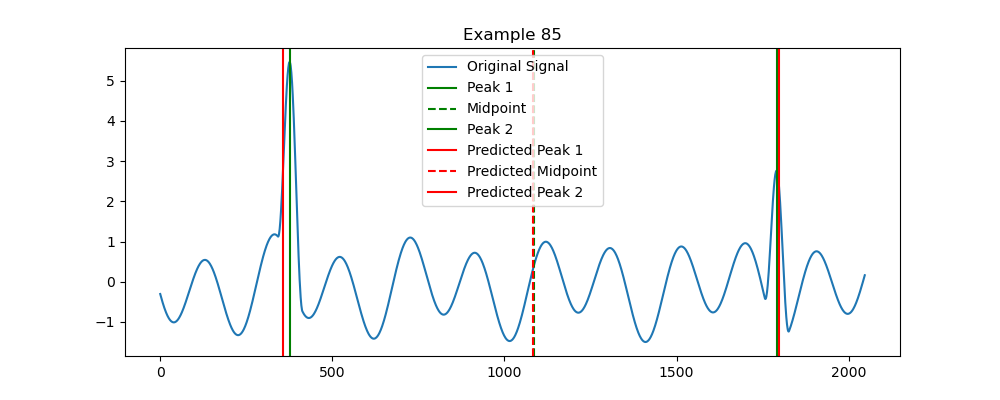 Example 85
Original Signal
Peak 1
Midpoint
Peak 2
Predicted Peak 1
Predicted Midpoint
Predicted Peak 2
5
4
3
2
1
0
−1
0 500 1000 1500 2000